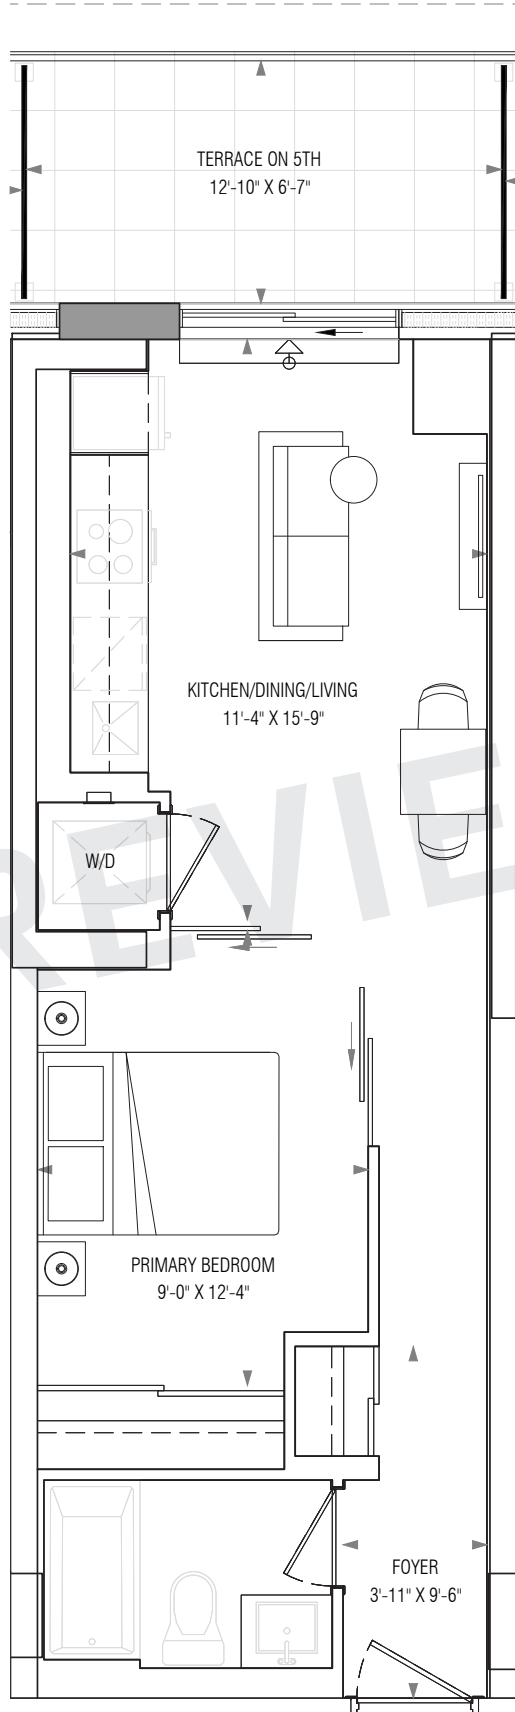 TERRACE ON 5TH
12'-10" X 6'-7"
KITCHEN/DINING/LIVING
11'-4" X 15'-9"
REVIE
W/D
PRIMARY BEDROOM
9'-0" X 12'-4"
FOYER
3'-11" X 9'-6"